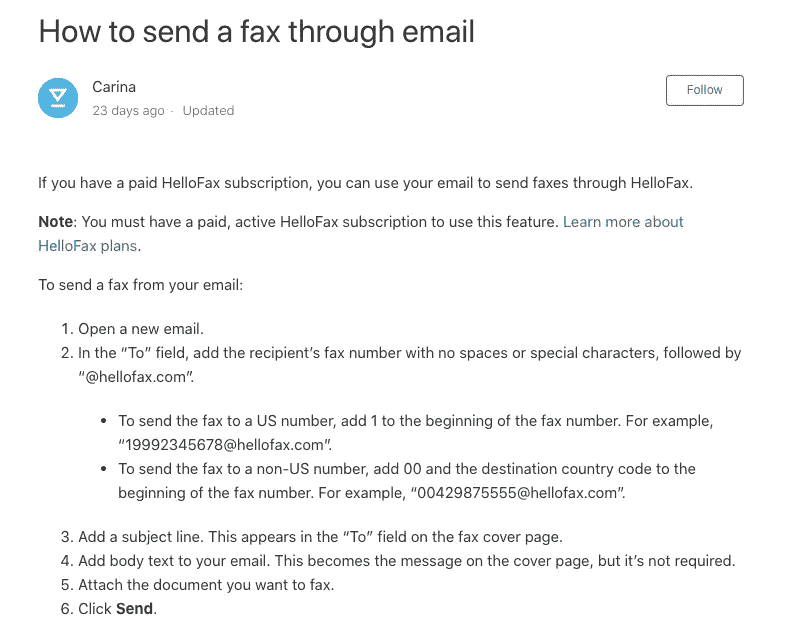 How to send a fax through email
Carina
23 days ago · Updated
Follow
If you have a paid HelloFax subscription, you can use your email to send faxes through HelloFax.
Note: You must have a paid, active HelloFax subscription to use this feature. Learn more about
HelloFax plans.
To send a fax from your email:
1. Open a new email.
2. In the “To” field, add the recipient’s fax number with no spaces or special characters, followed by
“@hellofax.com”.
• To send the fax to a US number, add 1 to the beginning of the fax number. For example,
“19992345678@hellofax.com”.
• To send the fax to a non-US number, add 00 and the destination country code to the
beginning of the fax number. For example, “00429875555@hellofax.com”.
3. Add a subject line. This appears in the “To” field on the fax cover page.
4. Add body text to your email. This becomes the message on the cover page, but it’s not required.
5. Attach the document you want to fax.
6. Click Send.